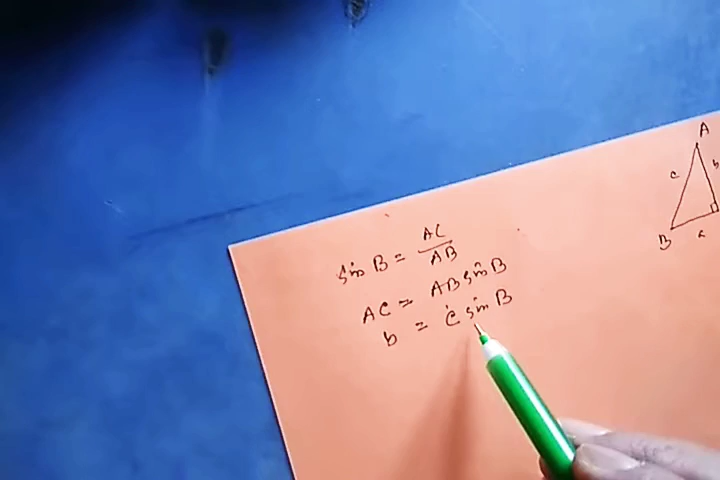 sin B = AC / AB
AC = AB sin B
b = c sin B
A
c
b
B
a